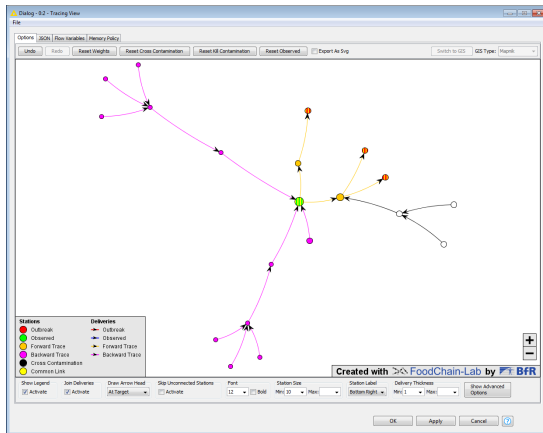 Dialog - 0:2 - Tracing View
File
Options JSON Flow Variables Memory Policy
Undo Redo Reset Weights Reset Cross Contamination Reset Kill Contamination Reset Observed Export As Svg Switch to GIS GIS Type: Mapnik
Stations Deliveries
Outbreak Outbreak
Observed Observed
Forward Trace Forward Trace
Backward Trace Backward Trace
Cross Contamination
Common Link
+
−
Created with FoodChain-Lab by BfR
Show Legend Join Deliveries Draw Arrow Head Skip Unconnected Stations Font Station Size Station Label Delivery Thickness Show Advanced Options
Activate Activate At Target Activate 12 Bold Min: 10 Max: Bottom Right Min: 1 Max:
OK Apply Cancel ?